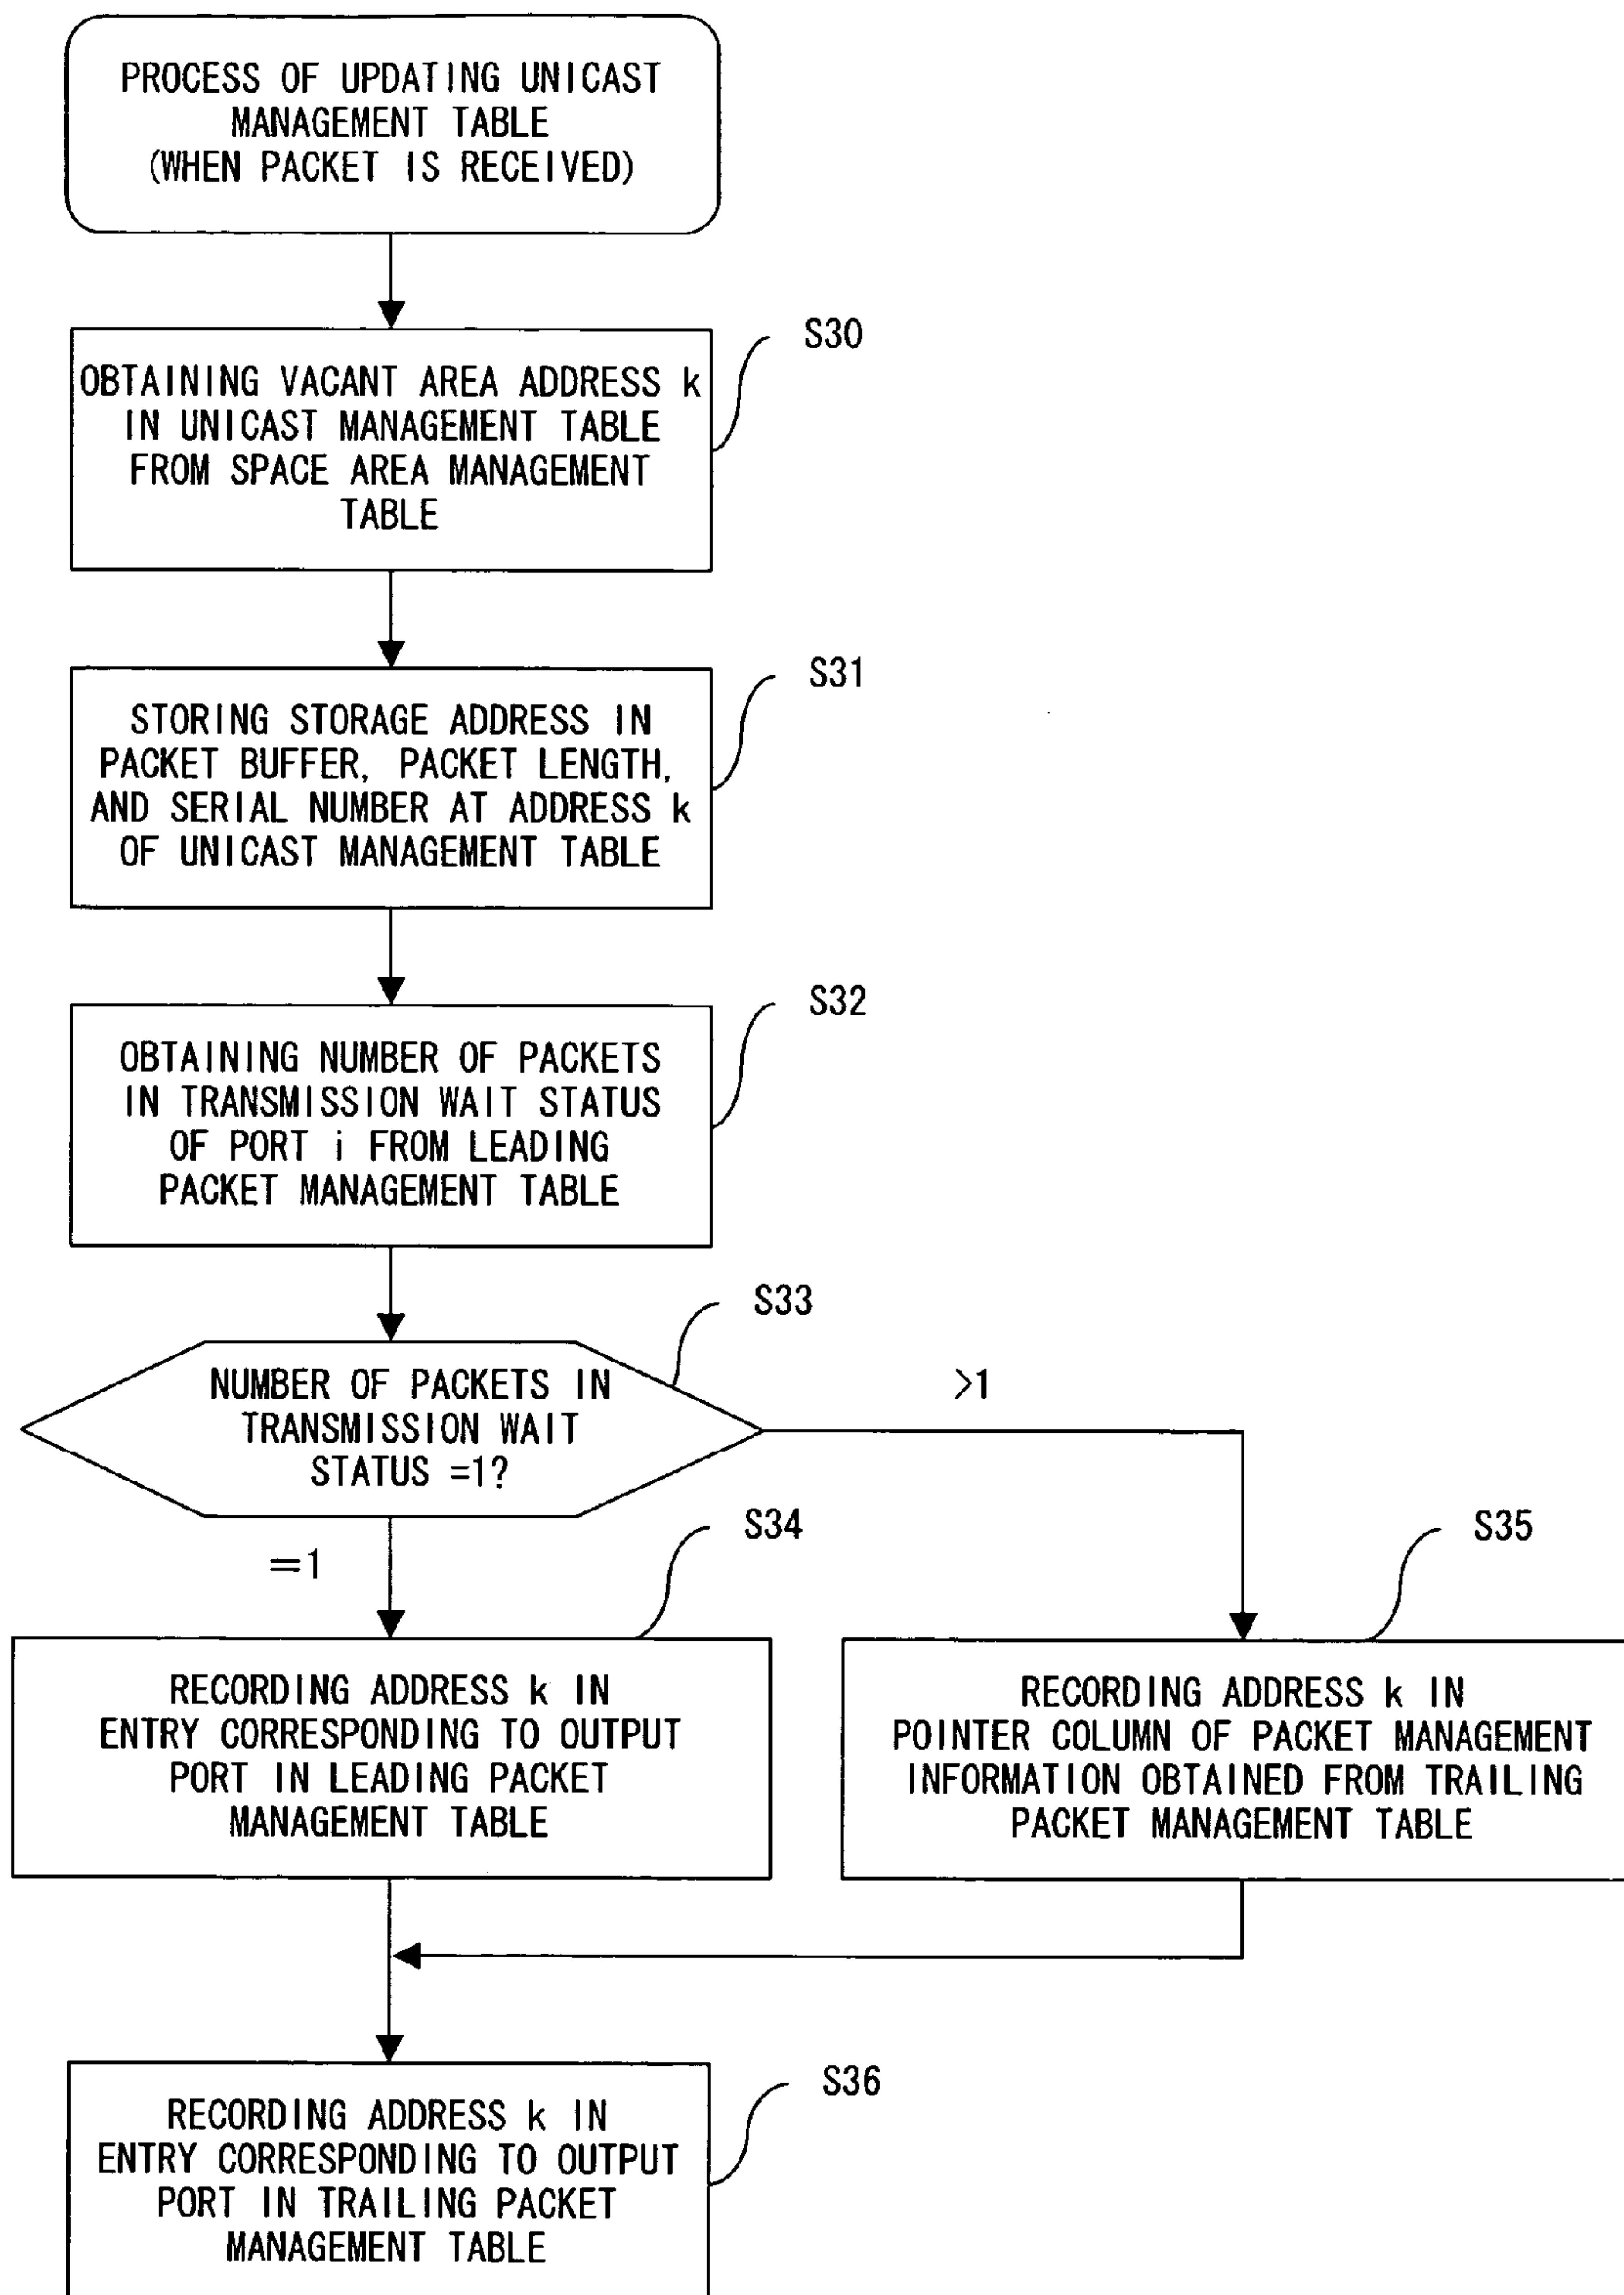 PROCESS OF UPDATING UNICAST
MANAGEMENT TABLE
(WHEN PACKET IS RECEIVED)
S30
OBTAINING VACANT AREA ADDRESS k
IN UNICAST MANAGEMENT TABLE
FROM SPACE AREA MANAGEMENT
TABLE
S31
STORING STORAGE ADDRESS IN
PACKET BUFFER, PACKET LENGTH,
AND SERIAL NUMBER AT ADDRESS k
OF UNICAST MANAGEMENT TABLE
S32
OBTAINING NUMBER OF PACKETS
IN TRANSMISSION WAIT STATUS
OF PORT i FROM LEADING
PACKET MANAGEMENT TABLE
S33
NUMBER OF PACKETS IN
TRANSMISSION WAIT
STATUS =1?
>1
=1
S34
RECORDING ADDRESS k IN
ENTRY CORRESPONDING TO OUTPUT
PORT IN LEADING PACKET
MANAGEMENT TABLE
S35
RECORDING ADDRESS k IN
POINTER COLUMN OF PACKET MANAGEMENT
INFORMATION OBTAINED FROM TRAILING
PACKET MANAGEMENT TABLE
S36
RECORDING ADDRESS k IN
ENTRY CORRESPONDING TO OUTPUT
PORT IN TRAILING PACKET
MANAGEMENT TABLE